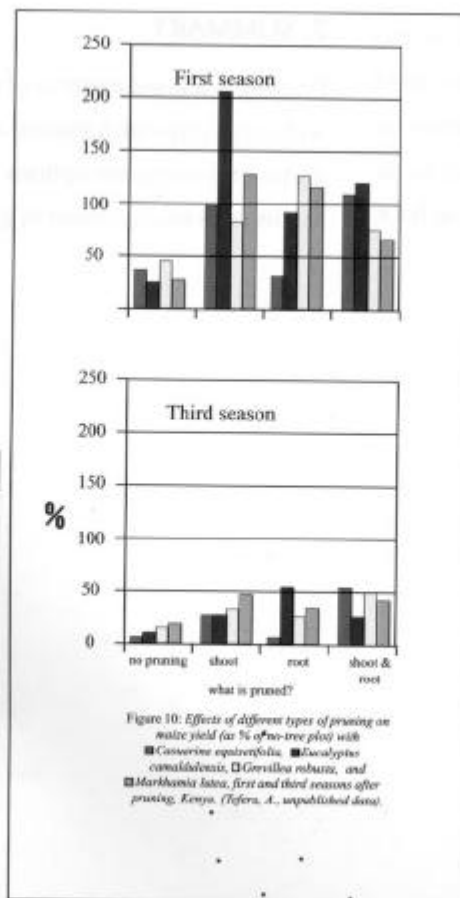 250
First season
200
150
100
50
250
Third season
200
150
%
100
50
0
no pruning shoot root shoot & root
what is pruned?
Figure 10: Effects of different types of pruning on
maize yield (as % of no-tree plot) with
Casuarine equisetfolia, Eucalyptus
camaldulensis, Grevillea robusta, and
Markhamia lutea, first and third seasons after
pruning, Kenya. (Tefera, A., unpublished data).